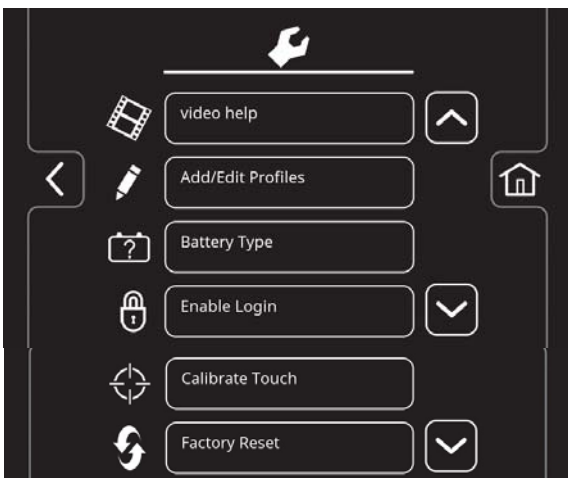 video help
Add/Edit Profiles
?
Battery Type
Enable Login
Calibrate Touch
Factory Reset